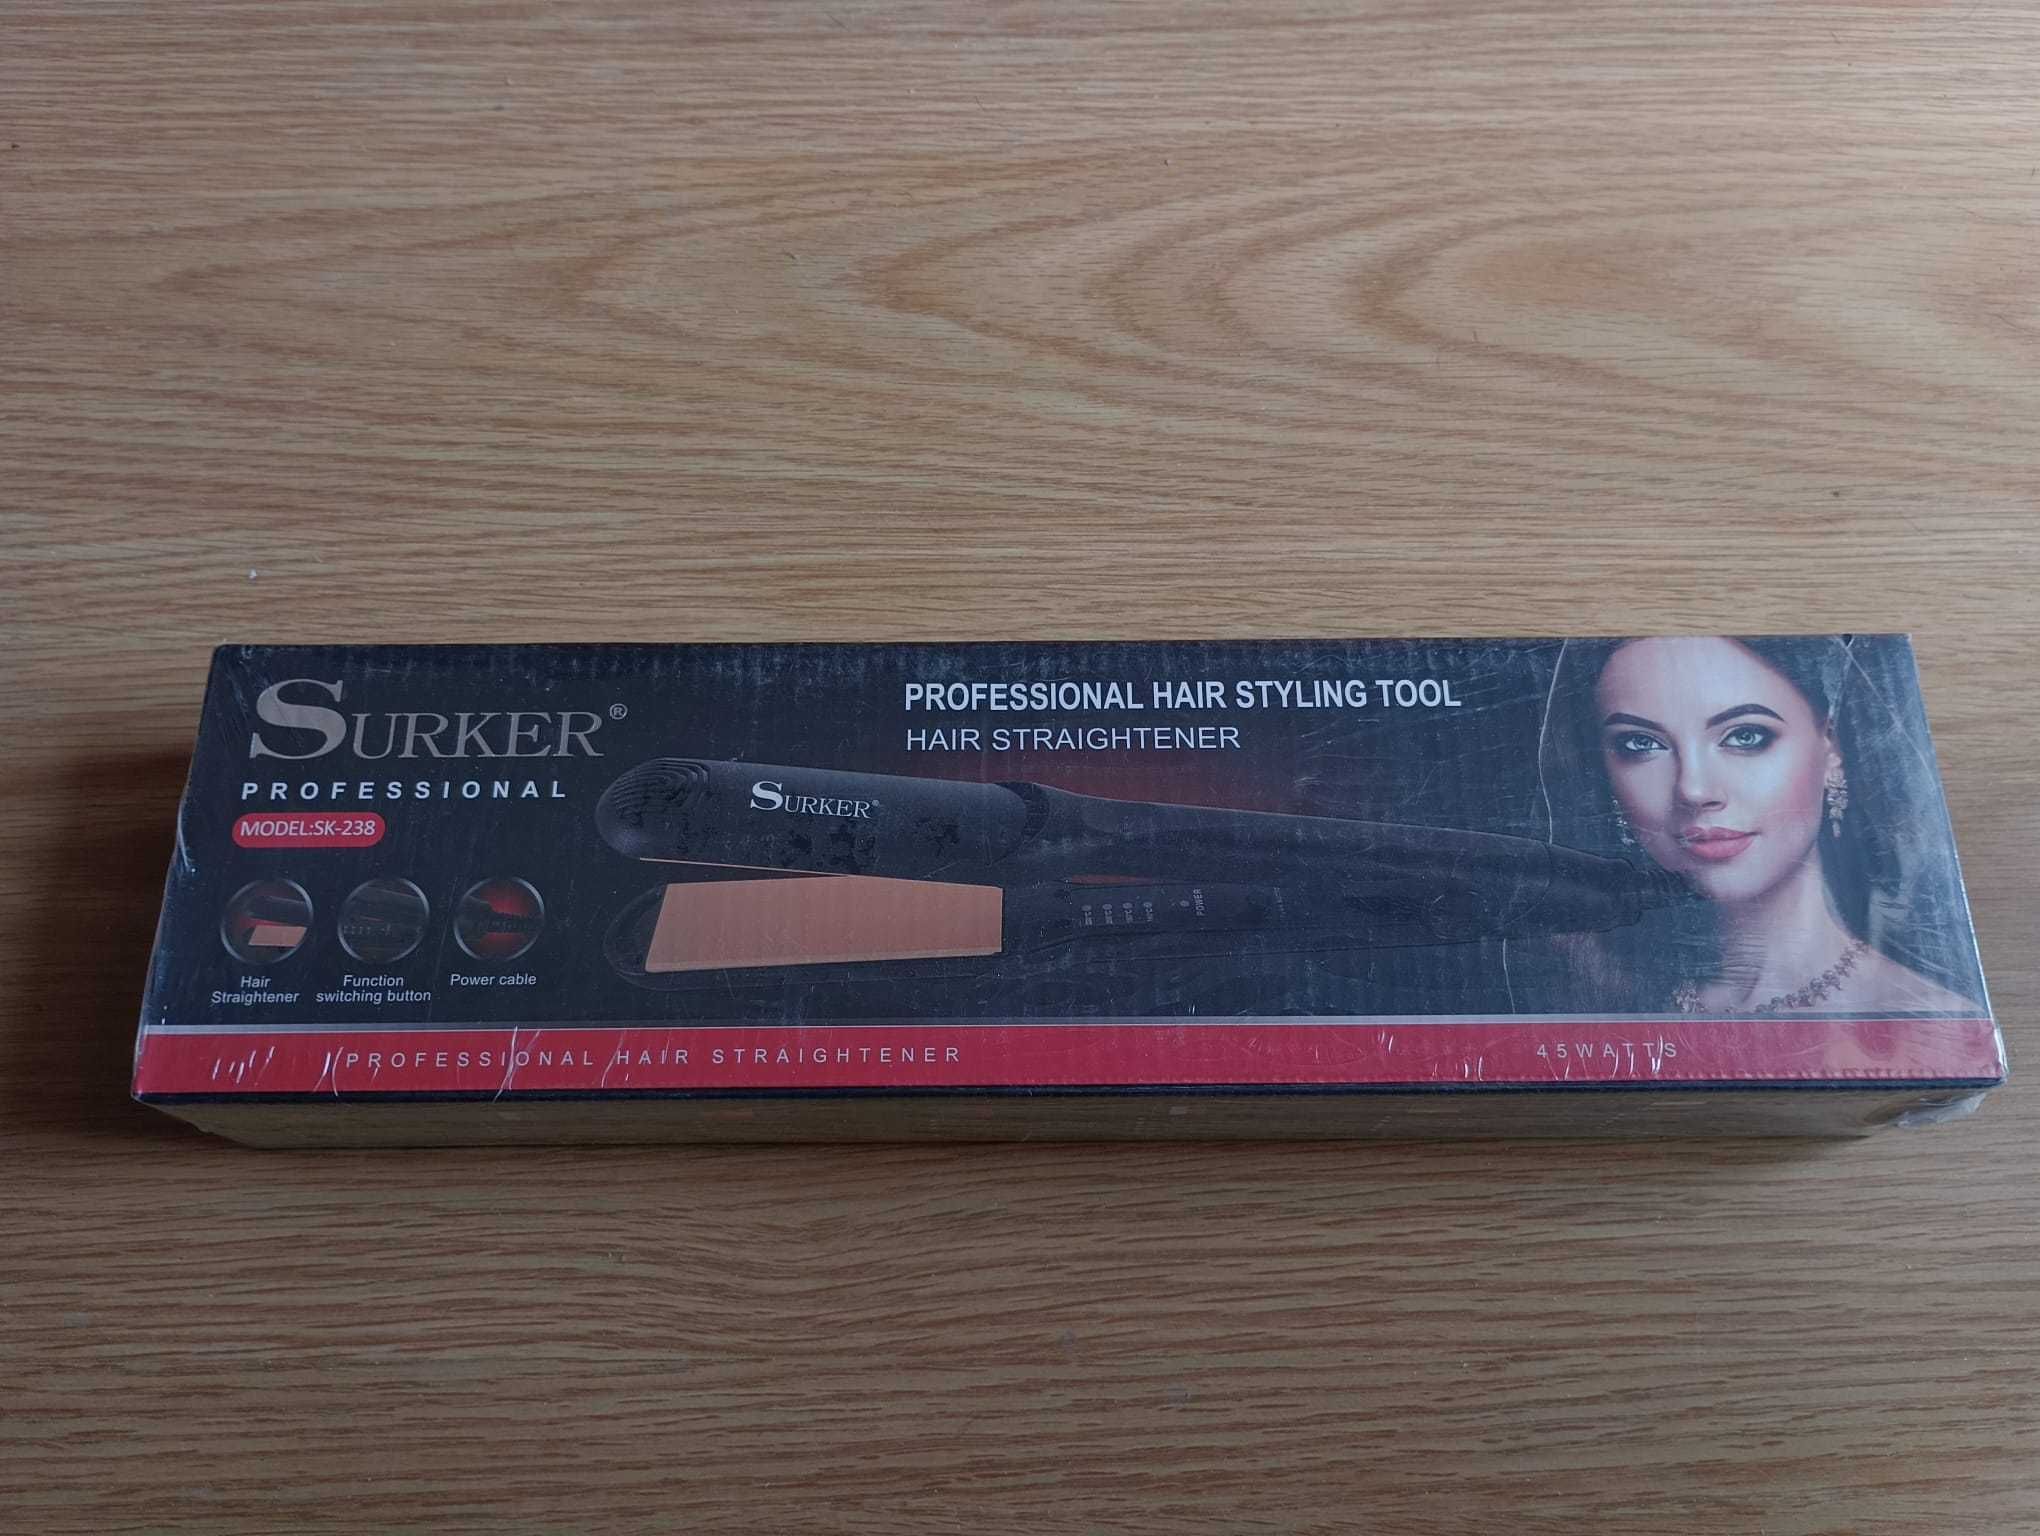 SURKER®
PROFESSIONAL
MODEL:SK-238
PROFESSIONAL HAIR STYLING TOOL
HAIR STRAIGHTENER
SURKER®
POWER
Hair
Straightener
Function
switching button
Power cable
PROFESSIONAL HAIR STRAIGHTENER
45WATTS